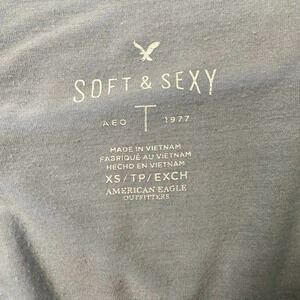 SOFT & SEXY
AEO T 1977
MADE IN VIETNAM
FABRIQUÉ AU VIETNAM
HECHO EN VIETNAM
XS/TP/EXCH
AMERICAN EAGLE
OUTFITTERS